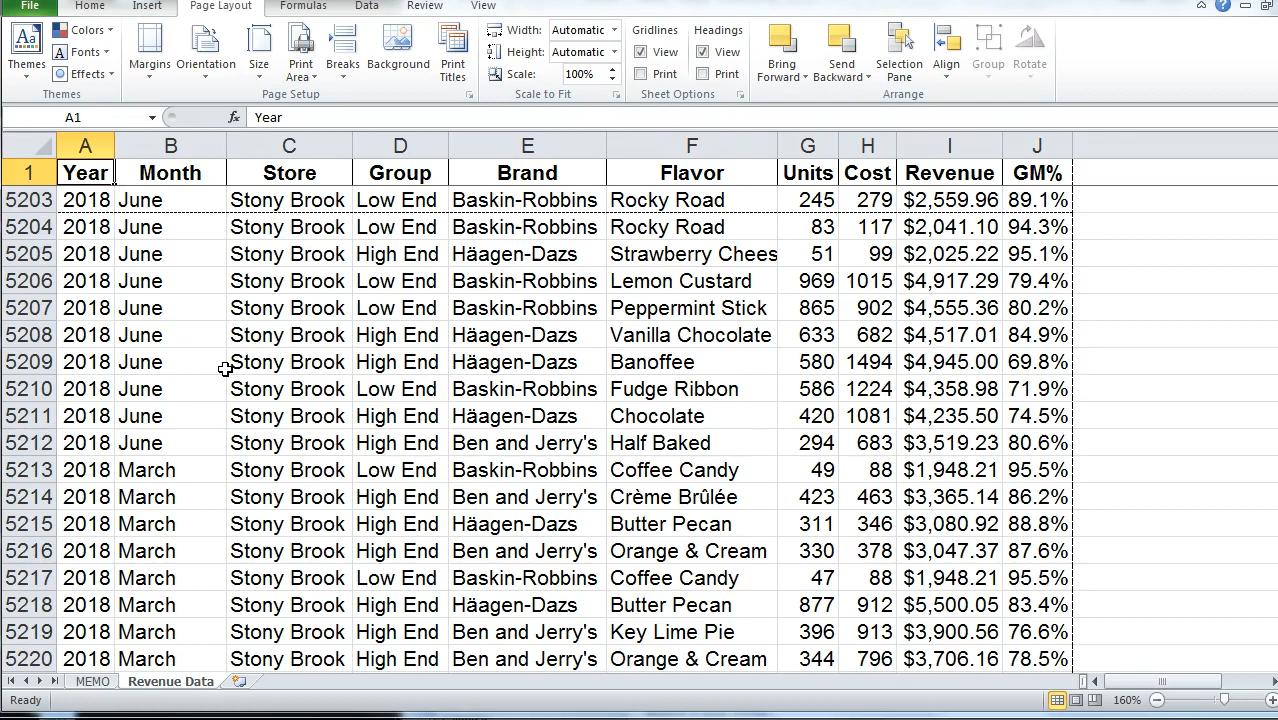 File Home Insert Page Layout Formulas Data Review View
Themes Colors Fonts Effects Margins Orientation Size Print Area Breaks Background Print Titles Width: Automatic Height: Automatic Scale: 100% Gridlines View Print Headings View Print Bring Forward Send Backward Selection Pane Align Group Rotate
Themes Page Setup Scale to Fit Sheet Options Arrange
A1 fx Year
A B C D E F G H I J
1 Year Month Store Group Brand Flavor Units Cost Revenue GM%
5203 2018 June Stony Brook Low End Baskin-Robbins Rocky Road 245 279 $2,559.96 89.1%
5204 2018 June Stony Brook Low End Baskin-Robbins Rocky Road 83 117 $2,041.10 94.3%
5205 2018 June Stony Brook High End Häagen-Dazs Strawberry Chees 51 99 $2,025.22 95.1%
5206 2018 June Stony Brook Low End Baskin-Robbins Lemon Custard 969 1015 $4,917.29 79.4%
5207 2018 June Stony Brook Low End Baskin-Robbins Peppermint Stick 865 902 $4,555.36 80.2%
5208 2018 June Stony Brook High End Häagen-Dazs Vanilla Chocolate 633 682 $4,517.01 84.9%
5209 2018 June Stony Brook High End Häagen-Dazs Banoffee 580 1494 $4,945.00 69.8%
5210 2018 June Stony Brook Low End Baskin-Robbins Fudge Ribbon 586 1224 $4,358.98 71.9%
5211 2018 June Stony Brook High End Häagen-Dazs Chocolate 420 1081 $4,235.50 74.5%
5212 2018 June Stony Brook High End Ben and Jerry's Half Baked 294 683 $3,519.23 80.6%
5213 2018 March Stony Brook Low End Baskin-Robbins Coffee Candy 49 88 $1,948.21 95.5%
5214 2018 March Stony Brook High End Ben and Jerry's Crème Brûlée 423 463 $3,365.14 86.2%
5215 2018 March Stony Brook High End Häagen-Dazs Butter Pecan 311 346 $3,080.92 88.8%
5216 2018 March Stony Brook High End Ben and Jerry's Orange & Cream 330 378 $3,047.37 87.6%
5217 2018 March Stony Brook Low End Baskin-Robbins Coffee Candy 47 88 $1,948.21 95.5%
5218 2018 March Stony Brook High End Häagen-Dazs Butter Pecan 877 912 $5,500.05 83.4%
5219 2018 March Stony Brook High End Ben and Jerry's Key Lime Pie 396 913 $3,900.56 76.6%
5220 2018 March Stony Brook High End Ben and Jerry's Orange & Cream 344 796 $3,706.16 78.5%
MEMO Revenue Data
Ready 160%